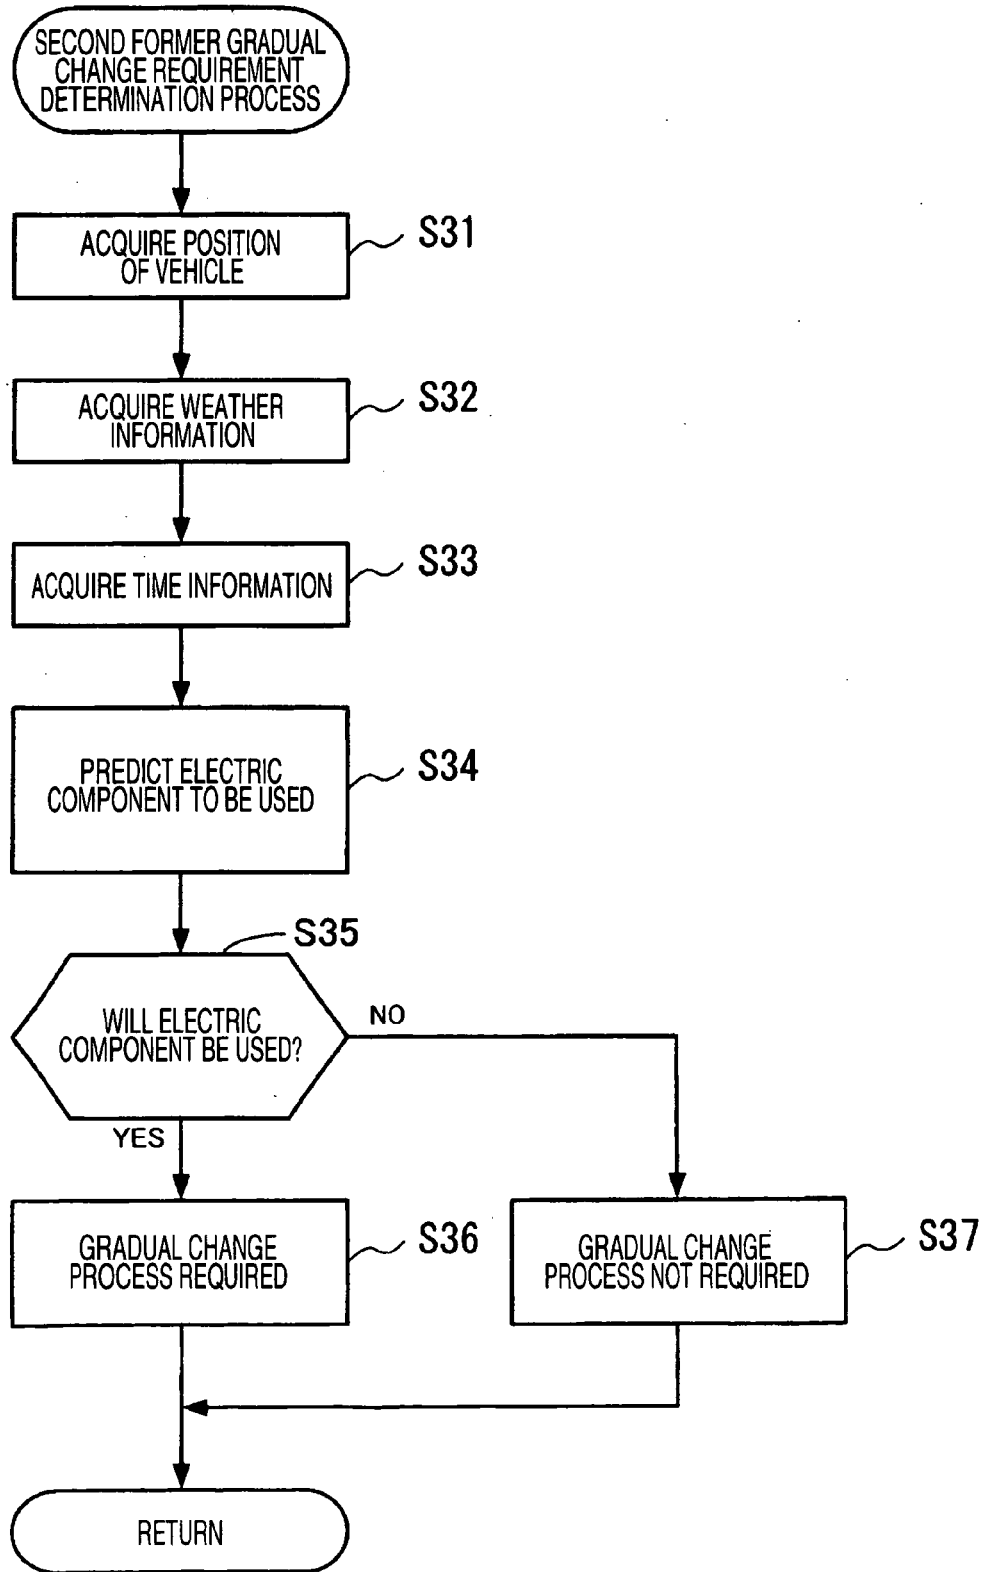 SECOND FORMER GRADUAL
CHANGE REQUIREMENT
DETERMINATION PROCESS
ACQUIRE POSITION
OF VEHICLE
S31
ACQUIRE WEATHER
INFORMATION
S32
ACQUIRE TIME INFORMATION
S33
PREDICT ELECTRIC
COMPONENT TO BE USED
S34
S35
WILL ELECTRIC
COMPONENT BE USED?
NO
YES
GRADUAL CHANGE
PROCESS REQUIRED
S36
GRADUAL CHANGE
PROCESS NOT REQUIRED
S37
RETURN